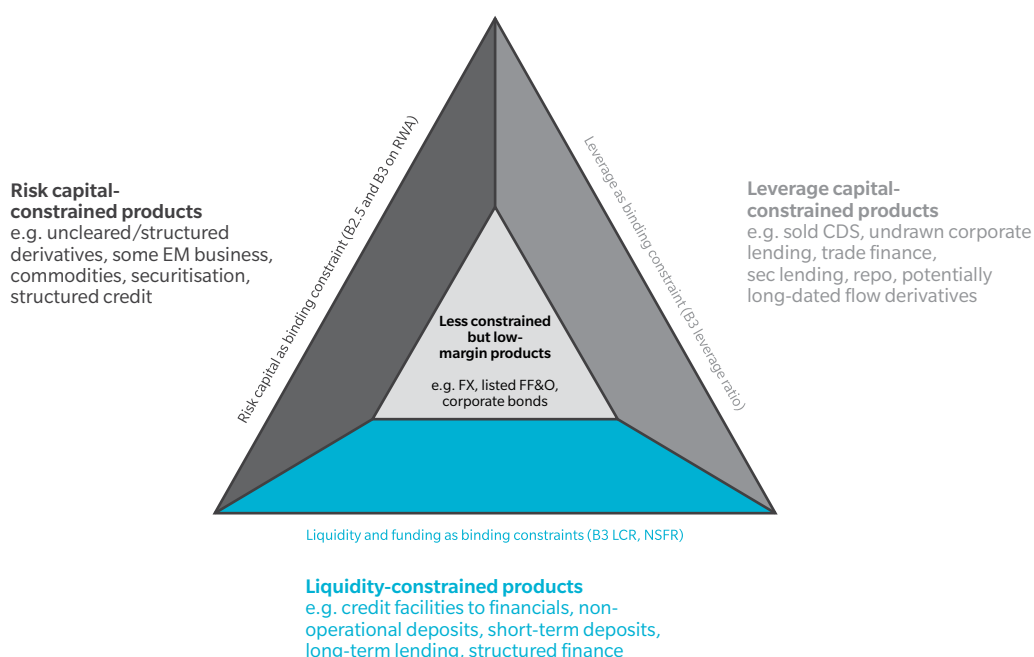 Risk capital-
constrained products
e.g. uncleared/structured
derivatives, some EM business,
commodities, securitisation,
structured credit
Risk capital as binding constraint (B2.5 and B3 on RWA)
Leverage as binding constraint (B3 leverage ratio)
Leverage capital-
constrained products
e.g. sold CDS, undrawn corporate
lending, trade finance,
sec lending, repo, potentially
long-dated flow derivatives
Less constrained
but low-
margin products
e.g. FX, listed FF&O,
corporate bonds
Liquidity and funding as binding constraints (B3 LCR, NSFR)
Liquidity-constrained products
e.g. credit facilities to financials, non-
operational deposits, short-term deposits,
long-term lending, structured finance